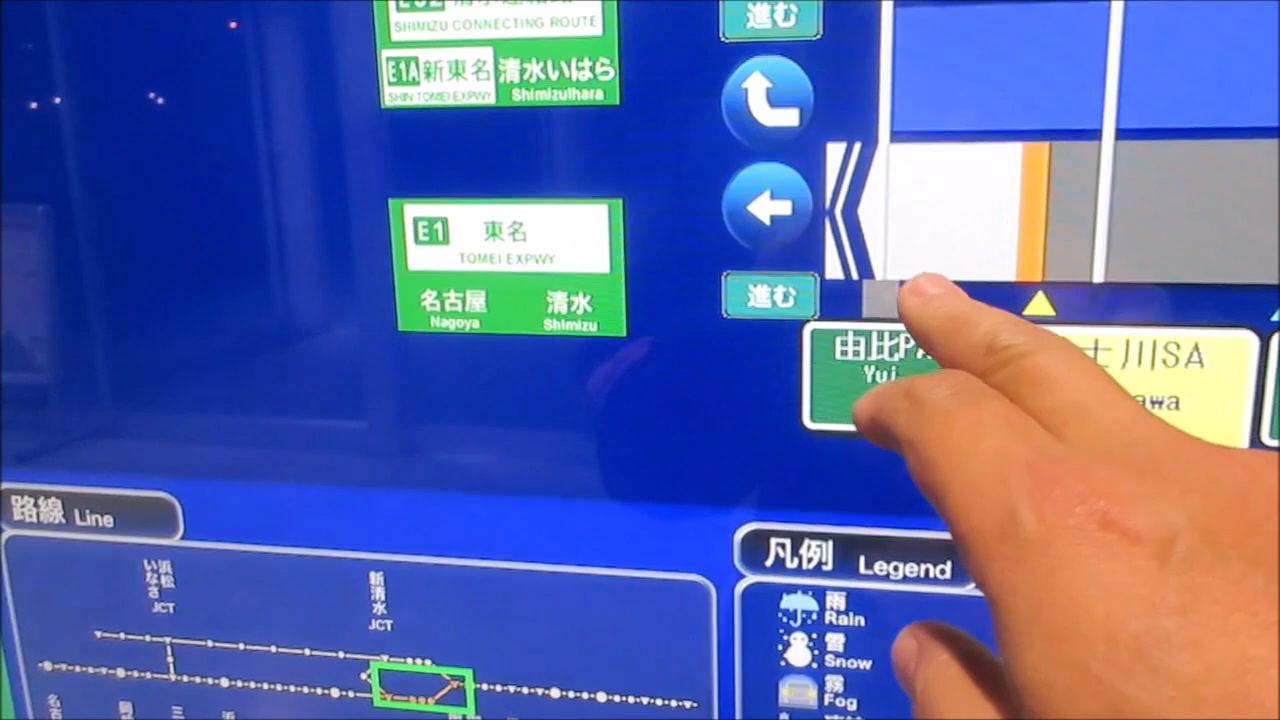 SHIMIZU CONNECTING ROUTE
進む
E1A 新東名 清水いはら
SHIN-TOMEI EXPWY Shimizuihara
E1 東名
TOMEI EXPWY
名古屋 清水
Nagoya Shimizu
進む
由比P
Yui
士川SA
awa
路線 Line
浜松
いなさ
JCT
新清水
JCT
凡例 Legend
雨
Rain
雪
Snow
霧
Fog